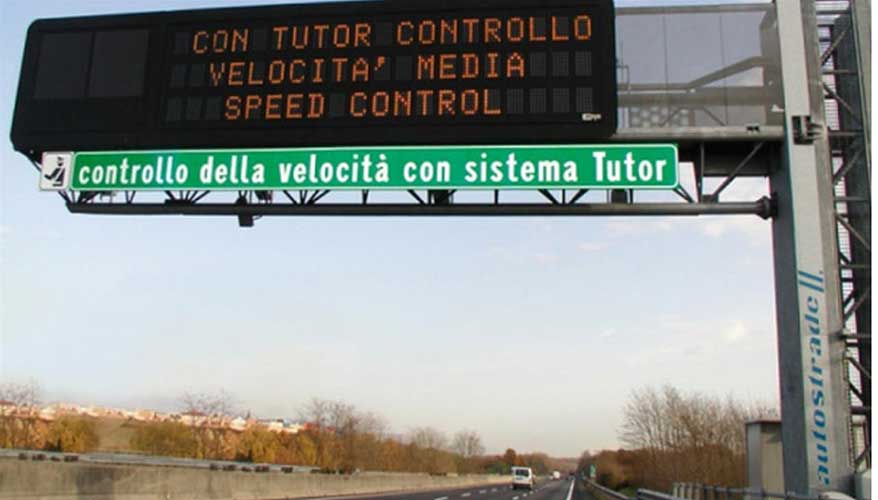 CON TUTOR CONTROLLO
VELOCITA' MEDIA
SPEED CONTROL
controllo della velocità con sistema Tutor
autostrade